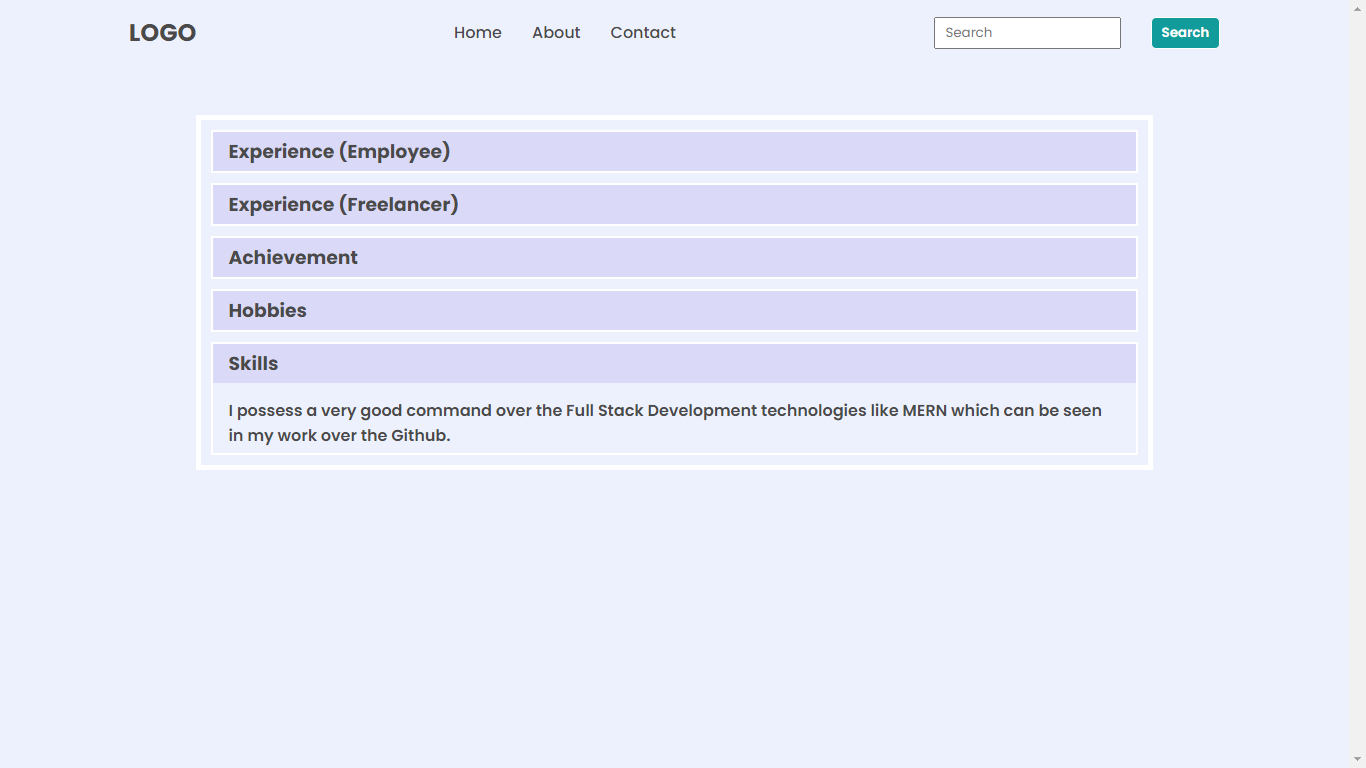 LOGO
Home
About
Contact
Search
Search
Experience (Employee)
Experience (Freelancer)
Achievement
Hobbies
Skills
I possess a very good command over the Full Stack Development technologies like MERN which can be seen
in my work over the Github.